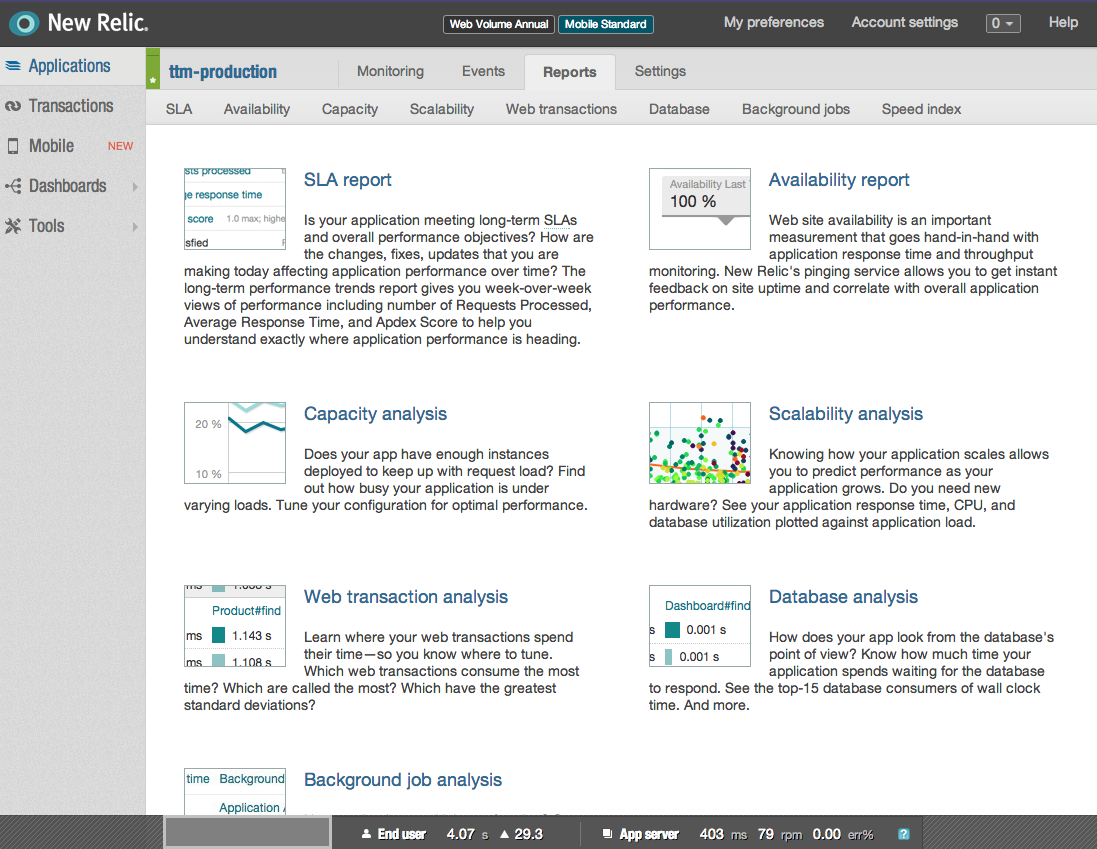 New Relic.
Web Volume Annual
Mobile Standard
My preferences
Account settings
0
Help
Applications
Transactions
Mobile NEW
Dashboards
Tools
ttm-production
Monitoring
Events
Reports
Settings
SLA
Availability
Capacity
Scalability
Web transactions
Database
Background jobs
Speed index
sts processed
ge response time
score 1.0 max; highe
sfied
SLA report
Is your application meeting long-term SLAs
and overall performance objectives? How are
the changes, fixes, updates that you are
making today affecting application performance over time? The
long-term performance trends report gives you week-over-week
views of performance including number of Requests Processed,
Average Response Time, and Apdex Score to help you
understand exactly where application performance is heading.
Availability Last
100 %
Availability report
Web site availability is an important
measurement that goes hand-in-hand with
application response time and throughput
monitoring. New Relic's pinging service allows you to get instant
feedback on site uptime and correlate with overall application
performance.
20 %
10 %
Capacity analysis
Does your app have enough instances
deployed to keep up with request load? Find
out how busy your application is under
varying loads. Tune your configuration for optimal performance.
Scalability analysis
Knowing how your application scales allows
you to predict performance as your
application grows. Do you need new
hardware? See your application response time, CPU, and
database utilization plotted against application load.
Product#find
ms 1.143 s
ms 1.108 s
Web transaction analysis
Learn where your web transactions spend
their time—so you know where to tune.
Which web transactions consume the most
time? Which are called the most? Which have the greatest
standard deviations?
Dashboard#find
s 0.001 s
s 0.001 s
Database analysis
How does your app look from the database's
point of view? Know how much time your
application spends waiting for the database
to respond. See the top-15 database consumers of wall clock
time. And more.
time Background
Application
Background job analysis
End user 4.07 s ▲ 29.3
App server 403 ms 79 rpm 0.00 err%
?